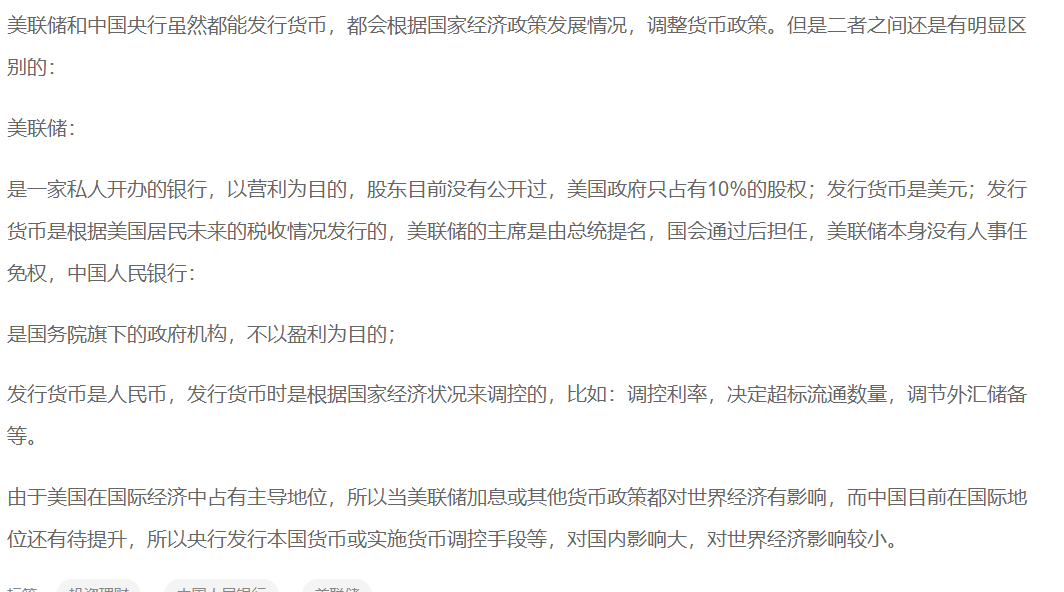 美联储和中国央行虽然都能发行货币，都会根据国家经济政策发展情况，调整货币政策。但是二者之间还是有明显区
别的：
美联储：
是一家私人开办的银行，以营利为目的，股东目前没有公开过，美国政府只占有10%的股权；发行货币是美元；发行
货币是根据美国居民未来的税收情况发行的，美联储的主席是由总统提名，国会通过后担任，美联储本身没有人事任
免权，中国人民银行：
是国务院旗下的政府机构，不以盈利为目的；
发行货币是人民币，发行货币时是根据国家经济状况来调控的，比如：调控利率，决定超标流通数量，调节外汇储备
等。
由于美国在国际经济中占有主导地位，所以当美联储加息或其他货币政策都对世界经济有影响，而中国目前在国际地
位还有待提升，所以央行发行本国货币或实施货币调控手段等，对国内影响大，对世界经济影响较小。
标签 投资理财 中国人民银行 美联储